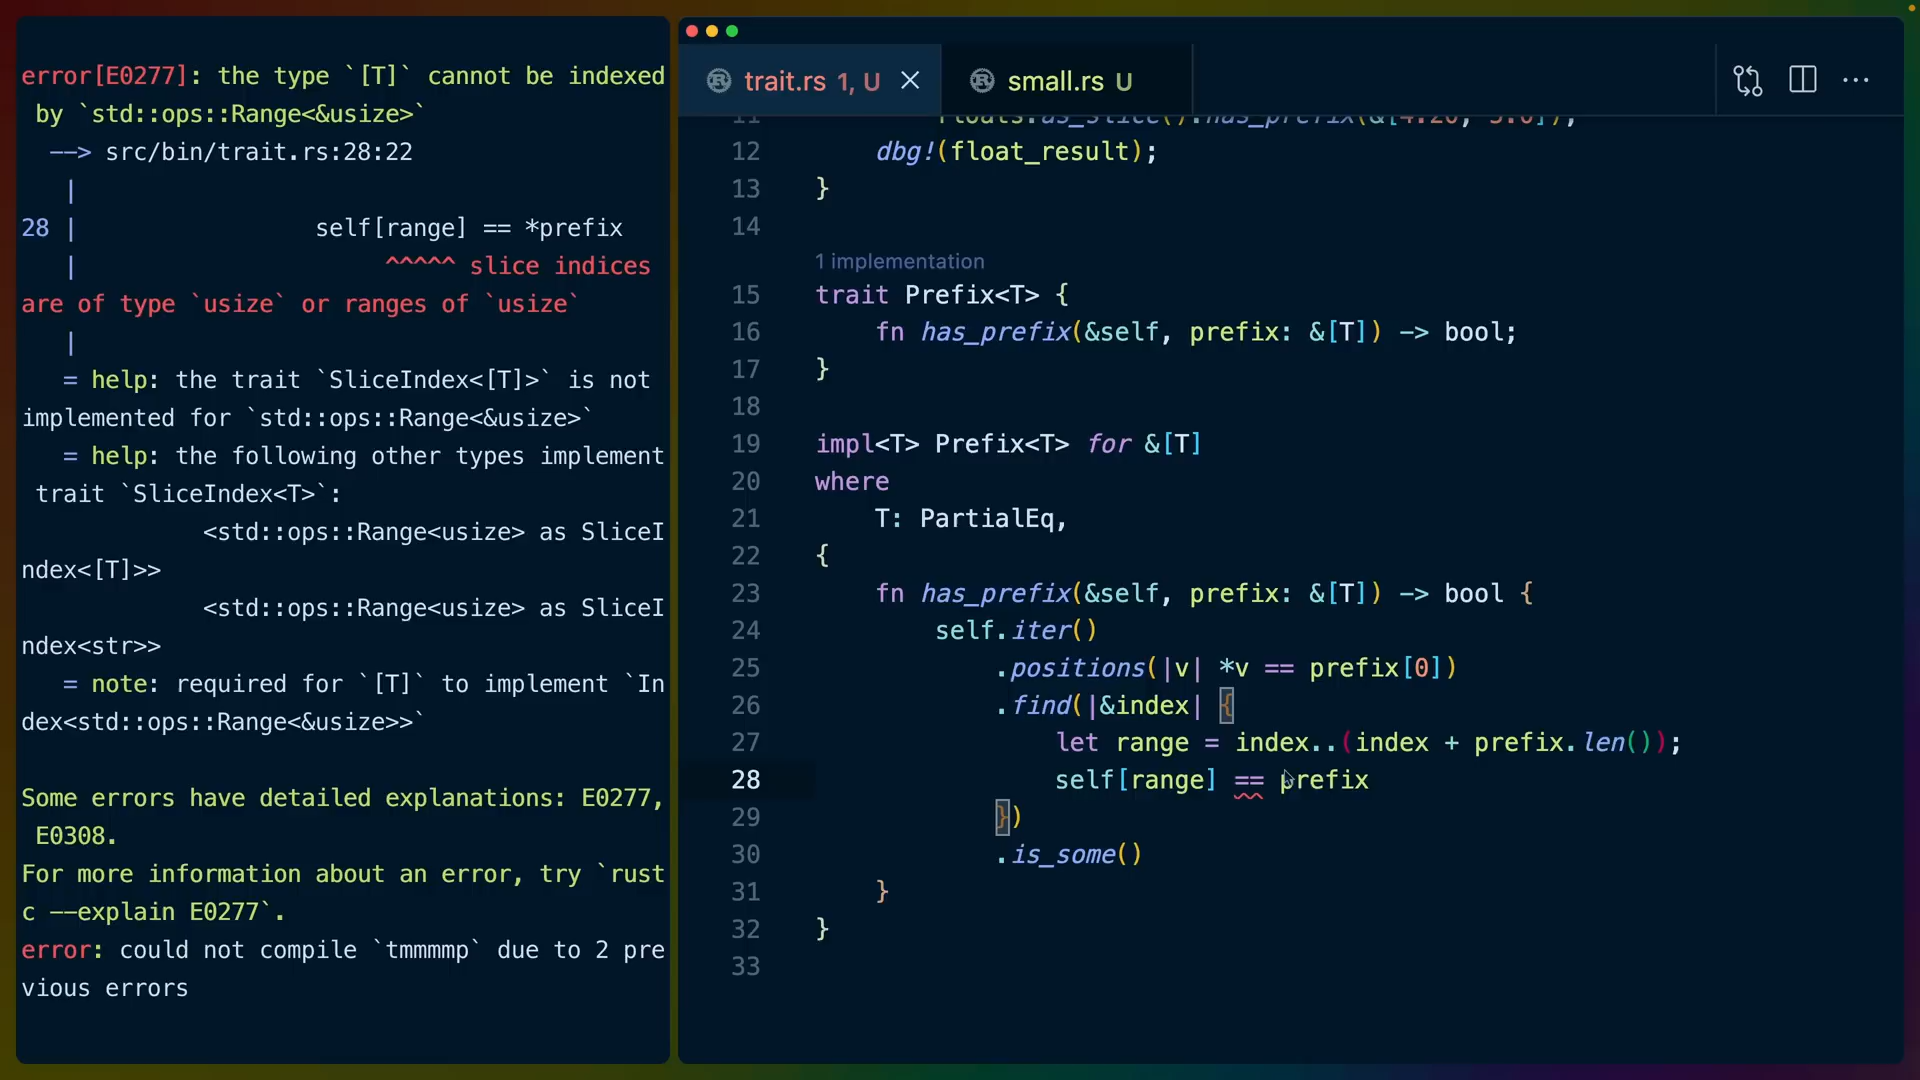 error[E0277]: the type `[T]` cannot be indexed
by `std::ops::Range<&usize>`
--> src/bin/trait.rs:28:22
|
28 | self[range] == *prefix
| ^^^^^ slice indices
are of type `usize` or ranges of `usize`
|
= help: the trait `SliceIndex<[T]>` is not
implemented for `std::ops::Range<&usize>`
= help: the following other types implement
trait `SliceIndex<T>`:
<std::ops::Range<usize> as SliceI
ndex<[T]>>
<std::ops::Range<usize> as SliceI
ndex<str>>
= note: required for `[T]` to implement `In
dex<std::ops::Range<&usize>>`
Some errors have detailed explanations: E0277,
E0308.
For more information about an error, try `rust
c --explain E0277`.
error: could not compile `tmmmmp` due to 2 pre
vious errors
trait.rs 1, U
small.rs U
11 floats.as_slice().has_prefix(&[4.20, 3.0]);
12 dbg!(float_result);
13 }
14
1 implementation
15 trait Prefix<T> {
16 fn has_prefix(&self, prefix: &[T]) -> bool;
17 }
18
19 impl<T> Prefix<T> for &[T]
20 where
21 T: PartialEq,
22 {
23 fn has_prefix(&self, prefix: &[T]) -> bool {
24 self.iter()
25 .positions(|v| *v == prefix[0])
26 .find(|&index| {
27 let range = index..(index + prefix.len());
28 self[range] == prefix
29 })
30 .is_some()
31 }
32 }
33